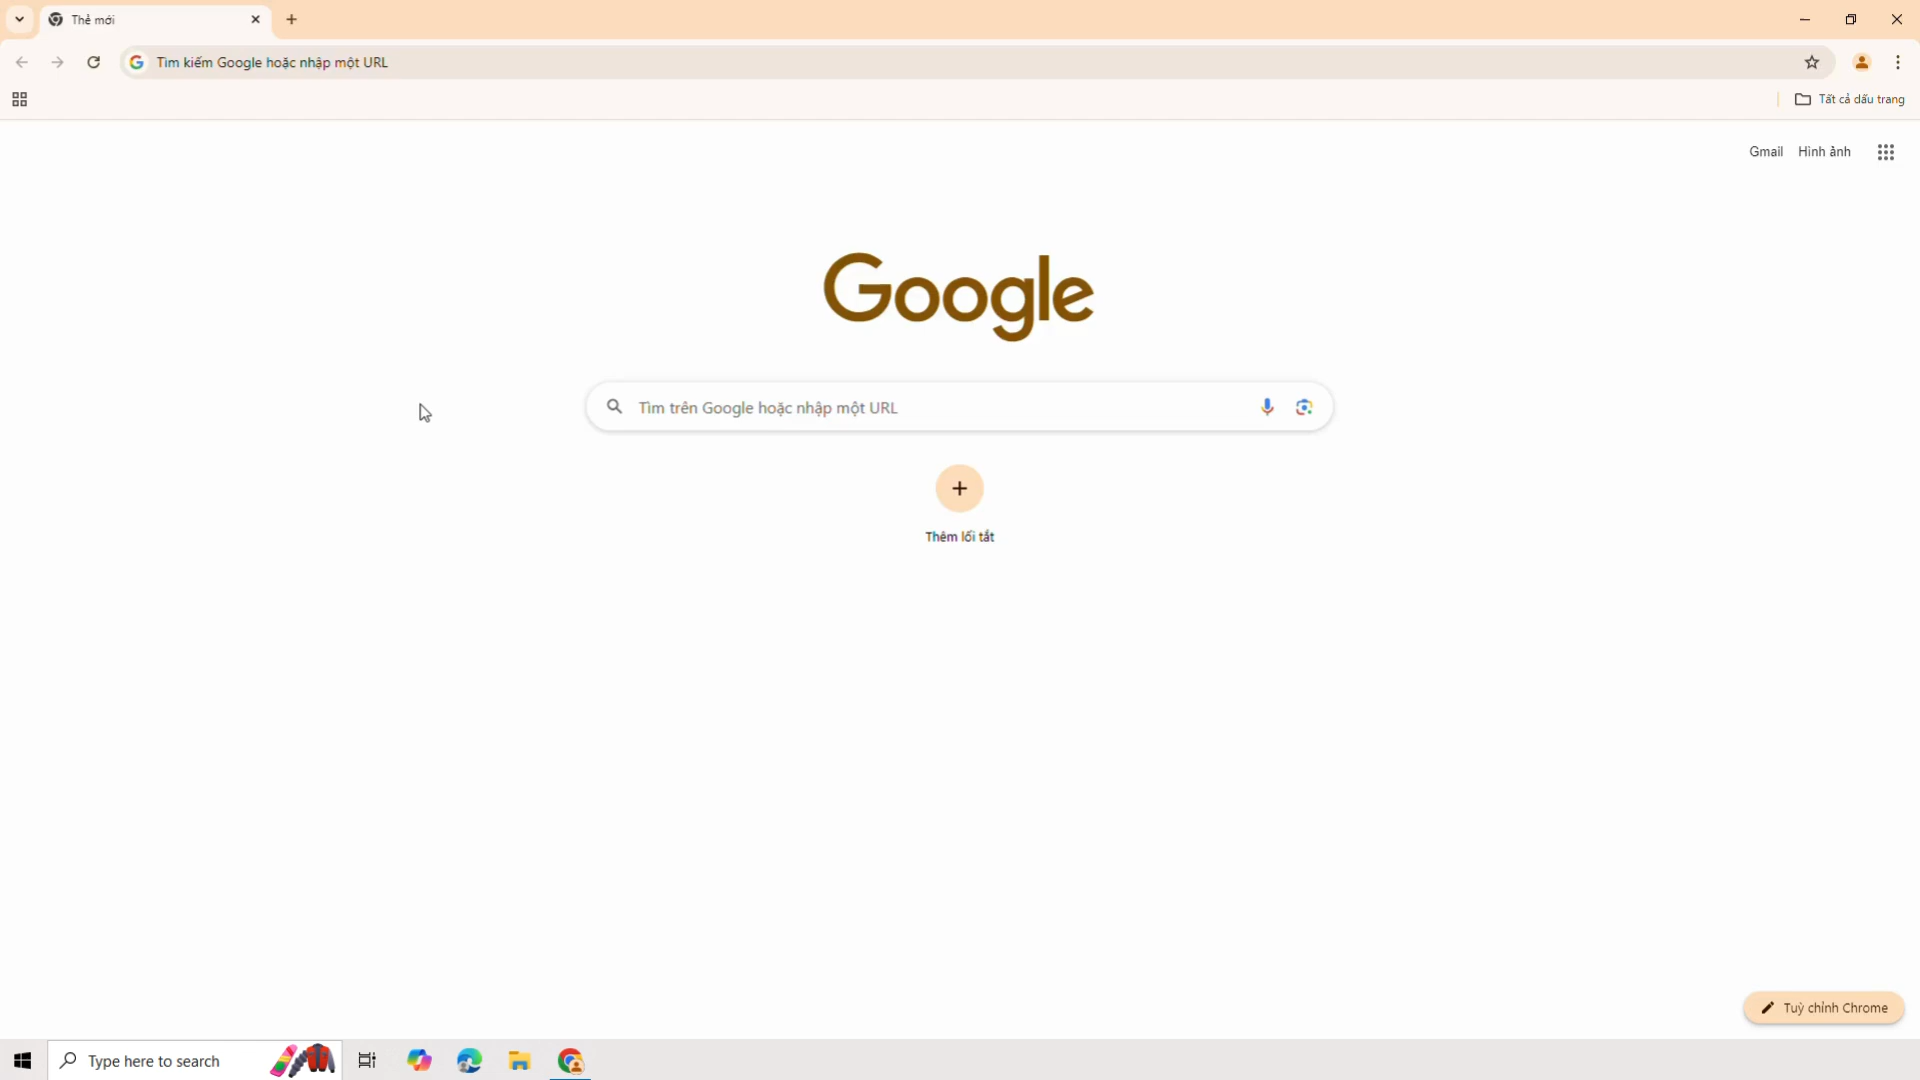 Thẻ mới
Tìm kiếm Google hoặc nhập một URL
Tất cả dấu trang
Gmail Hình ảnh
Google
Tìm trên Google hoặc nhập một URL
Thêm lối tắt
Tuỳ chỉnh Chrome
Type here to search